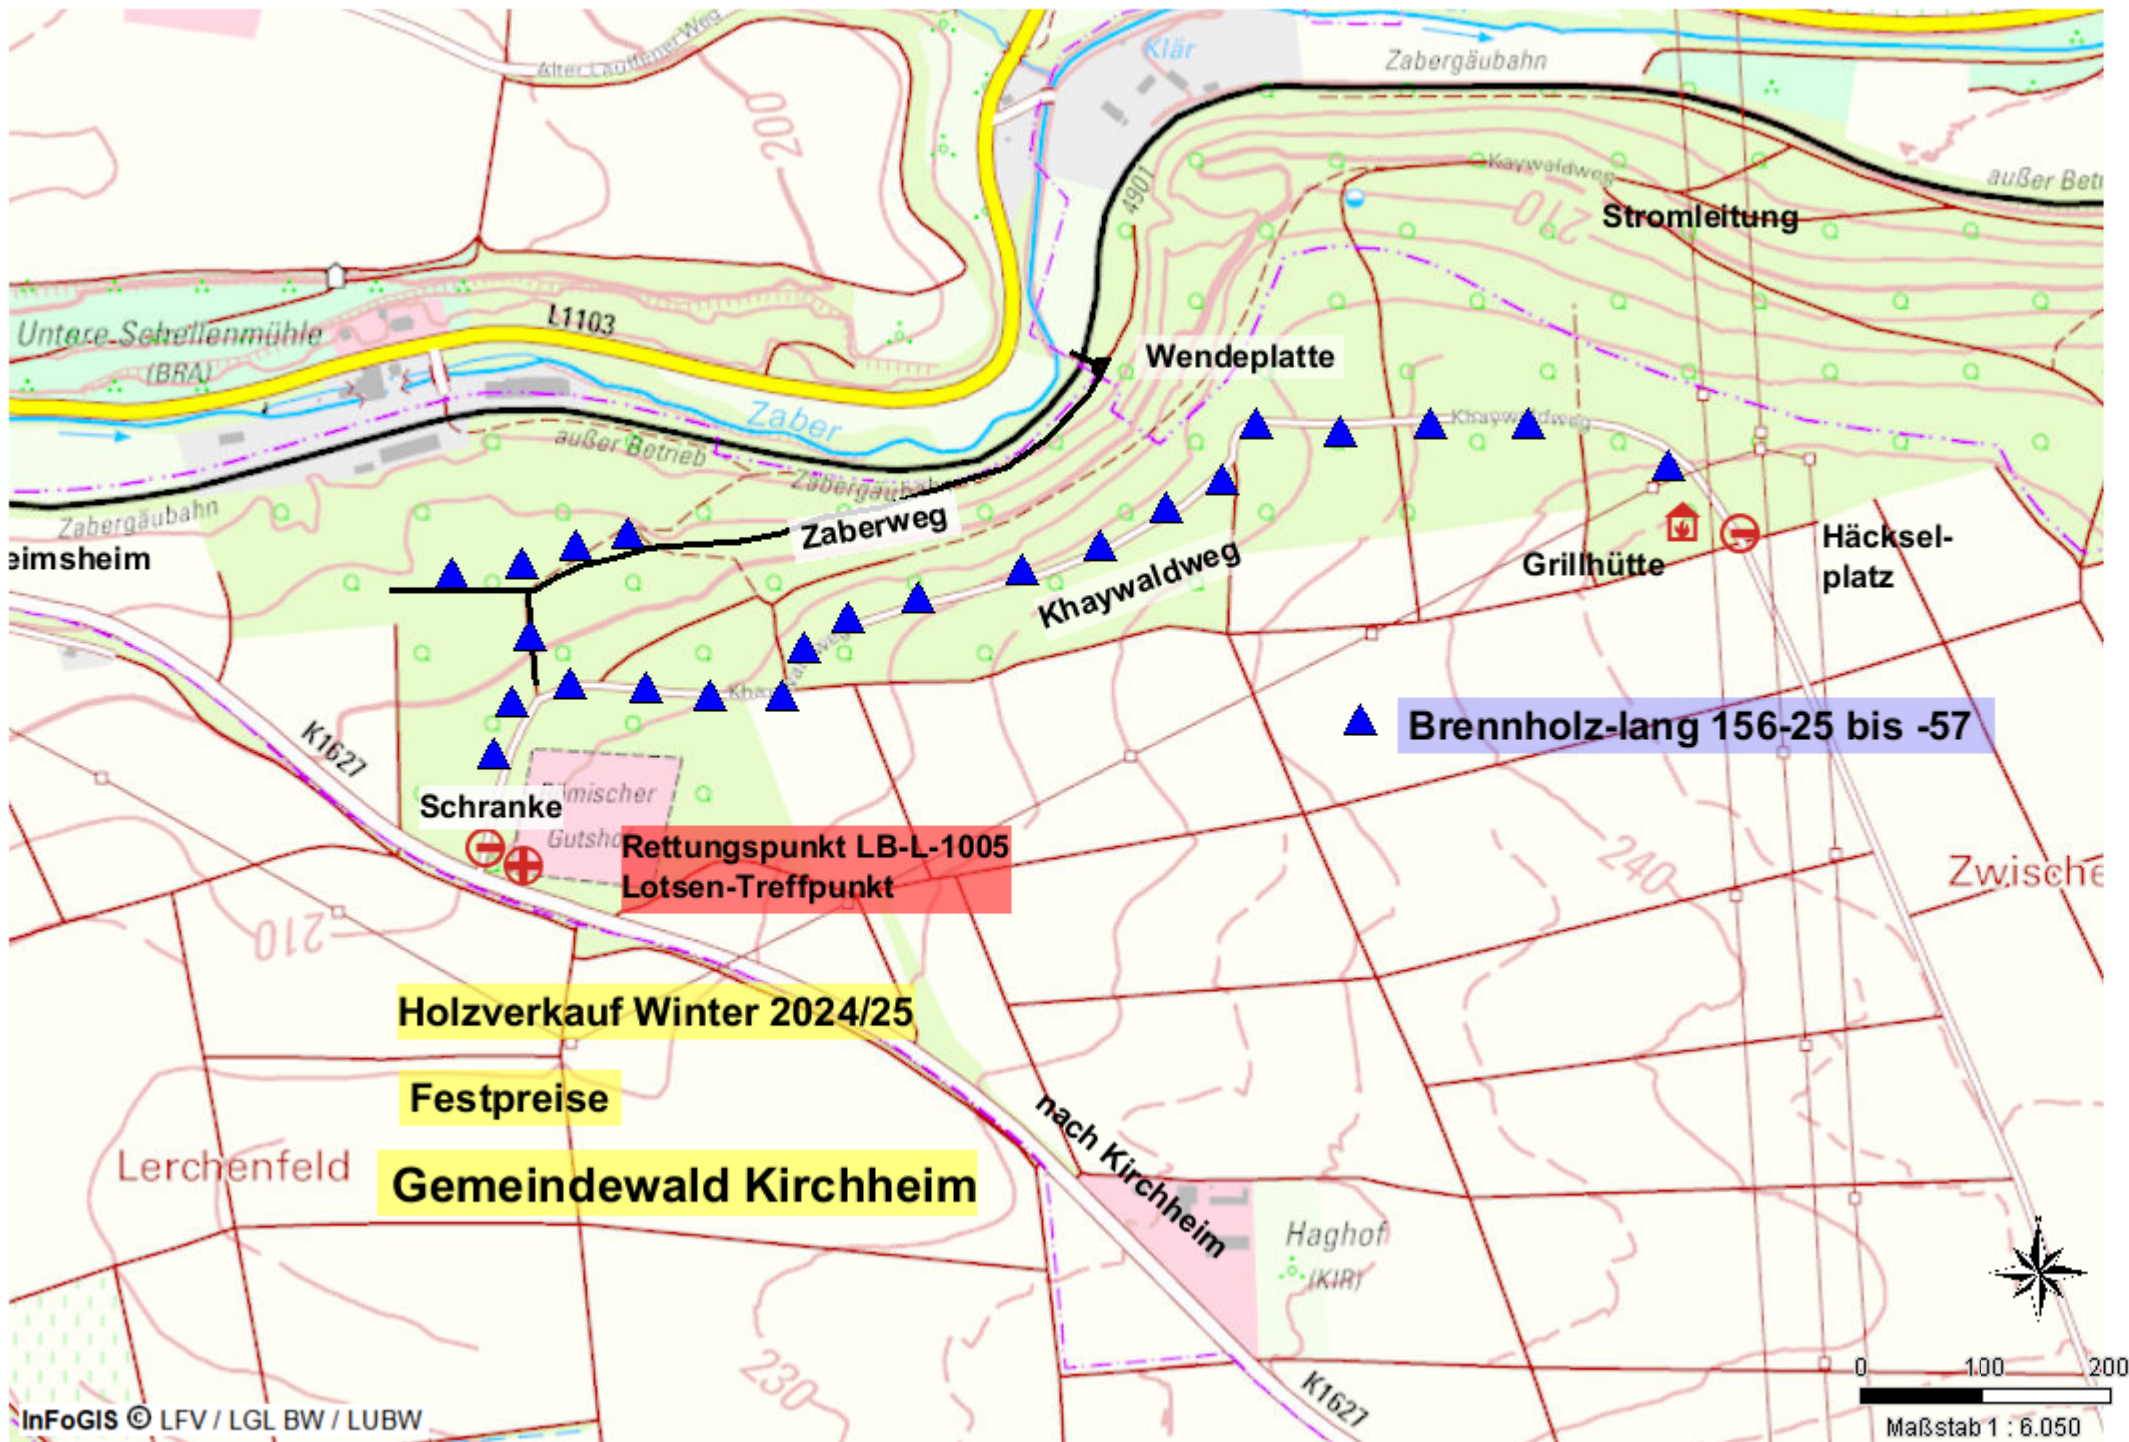 Alter Lauffener Weg
Klär
Zabergäubahn
200
4901
Kaywaldweg
außer Betr
210
Stromleitung
Untere Schellenmühle
(BRA)
L1103
Wendeplatte
Zaber
außer Betrieb
Khaywaldweg
Zabergäubahn
Zabergäubahn
Zaberweg
eimsheim
Häcksel-
platz
Grillhütte
Khaywaldweg
K1627
Brennholz-lang 156-25 bis -57
Schranke
Römischer
Gutshof
Rettungspunkt LB-L-1005
Lotsen-Treffpunkt
240
Zwische
210
Holzverkauf Winter 2024/25
Festpreise
nach Kirchheim
Lerchenfeld
Gemeindewald Kirchheim
Haghof
(KIR)
230
K1627
0 100 200
Maßstab 1 : 6.050
InFoGIS © LFV / LGL BW / LUBW